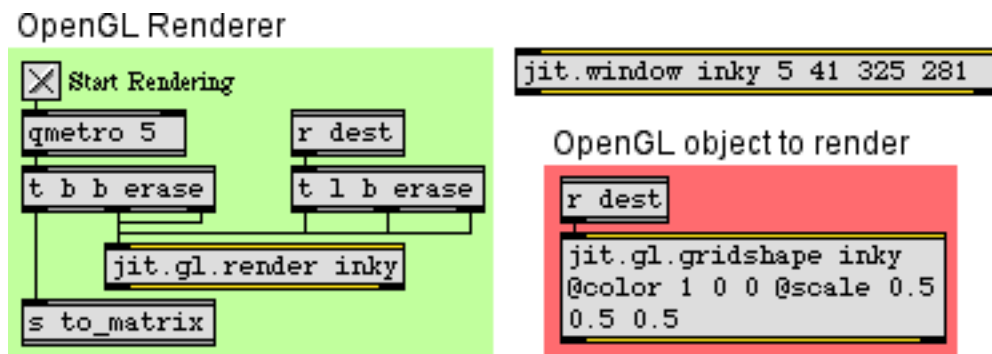 OpenGL Renderer
Start Rendering
qmetro 5
r dest
t b b erase
t l b erase
jit.gl.render inky
s to_matrix
jit.window inky 5 41 325 281
OpenGL object to render
r dest
jit.gl.gridshape inky
@color 1 0 0 @scale 0.5
0.5 0.5